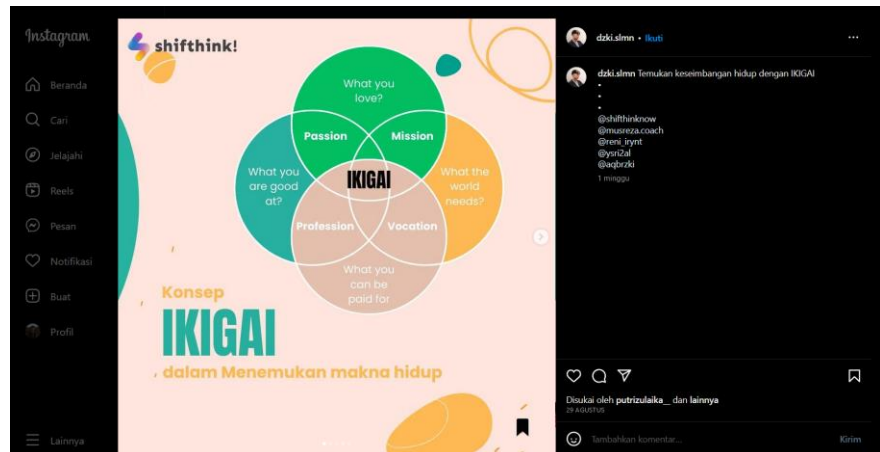 Instagram
Beranda
Cari
Jelajahi
Reels
Pesan
Notifikasi
Buat
Profil
Lainnya
shifthink!
What you
love?
Passion
Mission
What you
are good
at?
IKIGAI
What the
world
needs?
Profession
Vocation
What you
can be
paid for
Konsep
IKIGAI
dalam Menemukan makna hidup
dzki.slmn • Ikuti
dzki.slmn Temukan keseimbangan hidup dengan IKIGAI
•
•
•
@shifthinknow
@musreza.coach
@reni_irynt
@ysri2al
@aqbrzki
1 minggu
Disukai oleh putrizulaika_ dan lainnya
29 AGUSTUS
Tambahkan komentar...
Kirim